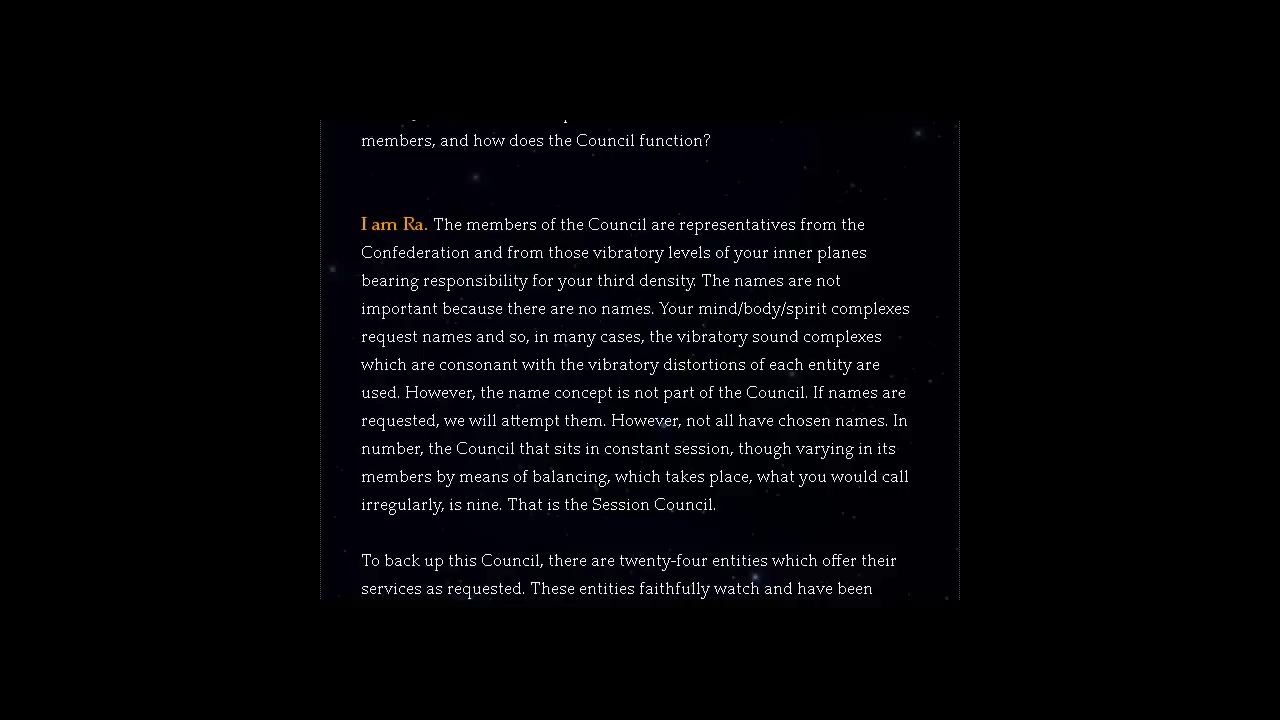 members, and how does the Council function?
I am Ra. The members of the Council are representatives from the
Confederation and from those vibratory levels of your inner planes
bearing responsibility for your third density. The names are not
important because there are no names. Your mind/body/spirit complexes
request names and so, in many cases, the vibratory sound complexes
which are consonant with the vibratory distortions of each entity are
used. However, the name concept is not part of the Council. If names are
requested, we will attempt them. However, not all have chosen names. In
number, the Council that sits in constant session, though varying in its
members by means of balancing, which takes place, what you would call
irregularly, is nine. That is the Session Council.
To back up this Council, there are twenty-four entities which offer their
services as requested. These entities faithfully watch and have been